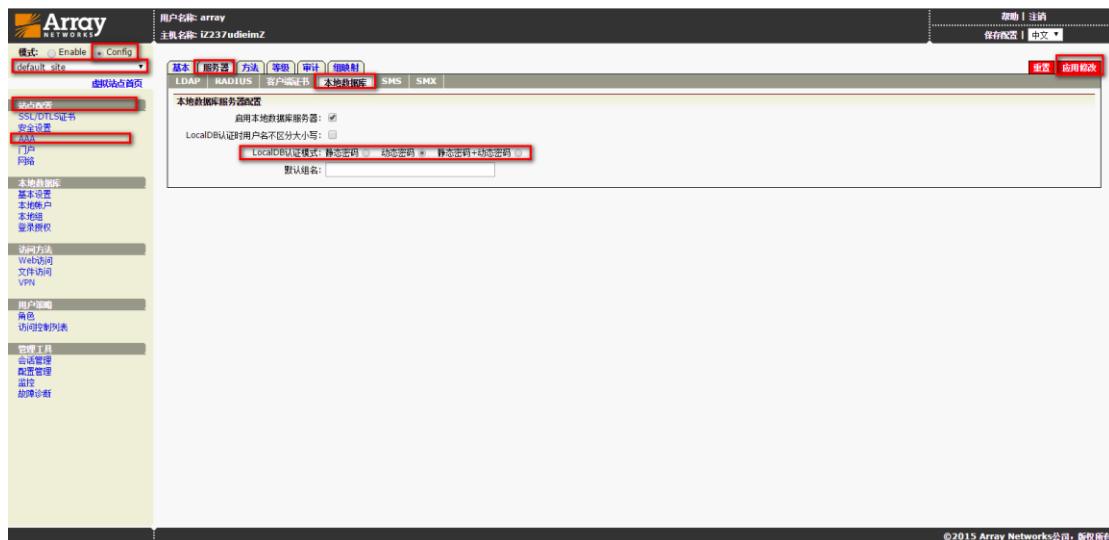 Array
NETWORKS
用户名称: array
主机名称: iZ237udieimZ
帮助 | 注销
保存配置 | 中文
模式: Enable Config
default_site
虚拟站点首页
站点配置
SSL/DTLS证书
安全设置
AAA
门户
网络
本地数据库
基本设置
本地帐户
本地组
登录授权
访问方法
Web访问
文件访问
VPN
用户策略
角色
访问控制列表
管理工具
会话管理
配置管理
监控
故障诊断
基本 服务器 方法 等级 审计 组映射
重置 应用修改
LDAP RADIUS 客户端证书 本地数据库 SMS SMX
本地数据库服务器配置
启用本地数据库服务器:
LocalDB认证时用户名不区分大小写:
LocalDB认证模式: 静态密码 动态密码 静态密码+动态密码
默认组名:
©2015 Array Networks公司, 版权所有